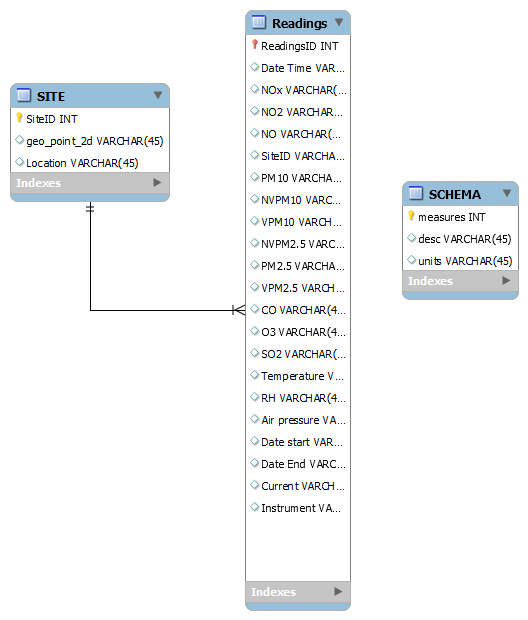 SITE
SiteID INT
geo_point_2d VARCHAR(45)
Location VARCHAR(45)
Indexes
Readings
ReadingsID INT
Date Time VAR...
NOx VARCHAR(...
NO2 VARCHAR(...
NO VARCHAR(...
SiteID VARCHA...
PM10 VARCHA...
NVPM10 VARC...
VPM10 VARCH...
NVPM2.5 VARC...
PM2.5 VARCHA...
VPM2.5 VARCH...
CO VARCHAR(4...
O3 VARCHAR(4...
SO2 VARCHAR(...
Temperature V...
RH VARCHAR(4...
Air pressure VA...
Date start VAR...
Date End VARC...
Current VARCH...
Instrument VA...
Indexes
SCHEMA
measures INT
desc VARCHAR(45)
units VARCHAR(45)
Indexes